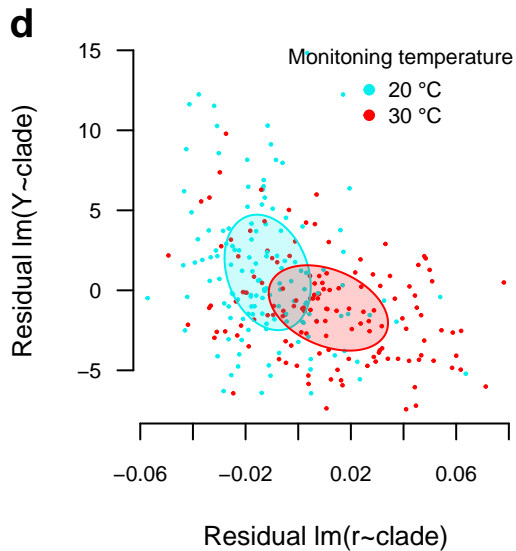 d
Monitoning temperature
20 °C
30 °C
Residual lm(Y~clade)
15
10
5
0
−5
−0.06
−0.02
0.02
0.06
Residual lm(r~clade)